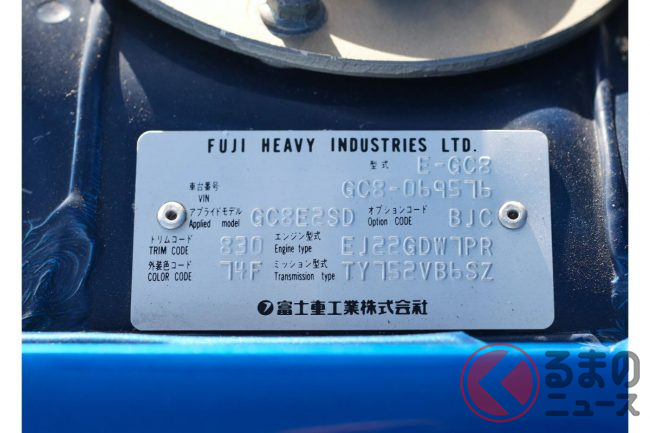 FUJI HEAVY INDUSTRIES LTD.
型式 E-GC8
車台番号 VIN GC8-069576
アプライドモデル Applied model GC8E2SD オプションコード Option CODE BJC
トリムコード TRIM CODE 830 エンジン型式 Engine type EJ22GDW7PR
外装色コード COLOR CODE 74F ミッション型式 Transmission type TY752VB6SZ
富士重工業株式会社
くるまのニュース